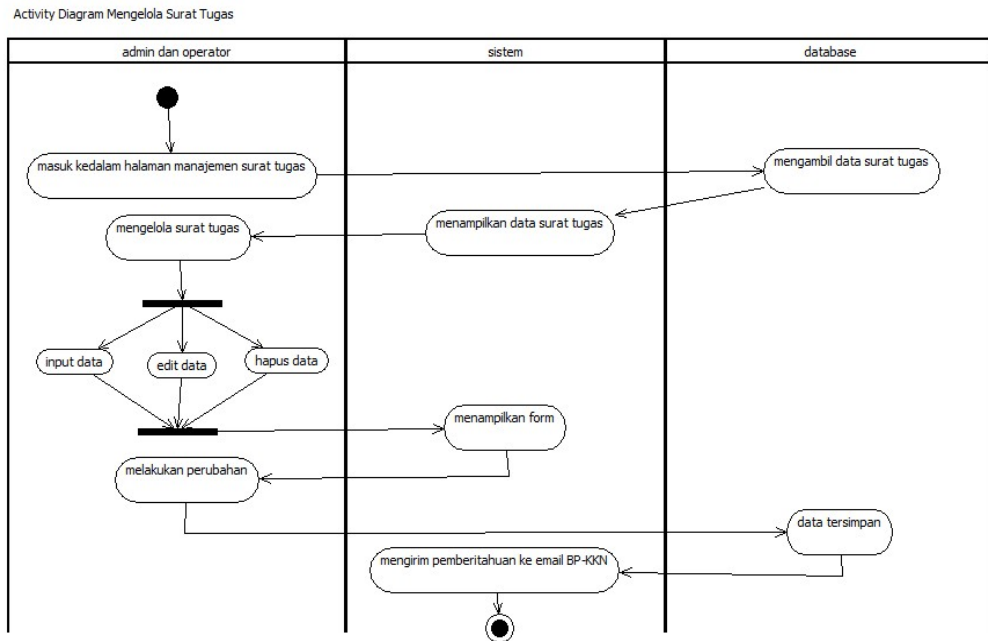 Activity Diagram Mengelola Surat Tugas
admin dan operator
sistem
database
masuk kedalam halaman manajemen surat tugas
mengambil data surat tugas
menampilkan data surat tugas
mengelola surat tugas
input data
edit data
hapus data
menampilkan form
melakukan perubahan
data tersimpan
mengirim pemberitahuan ke email BP-KKN